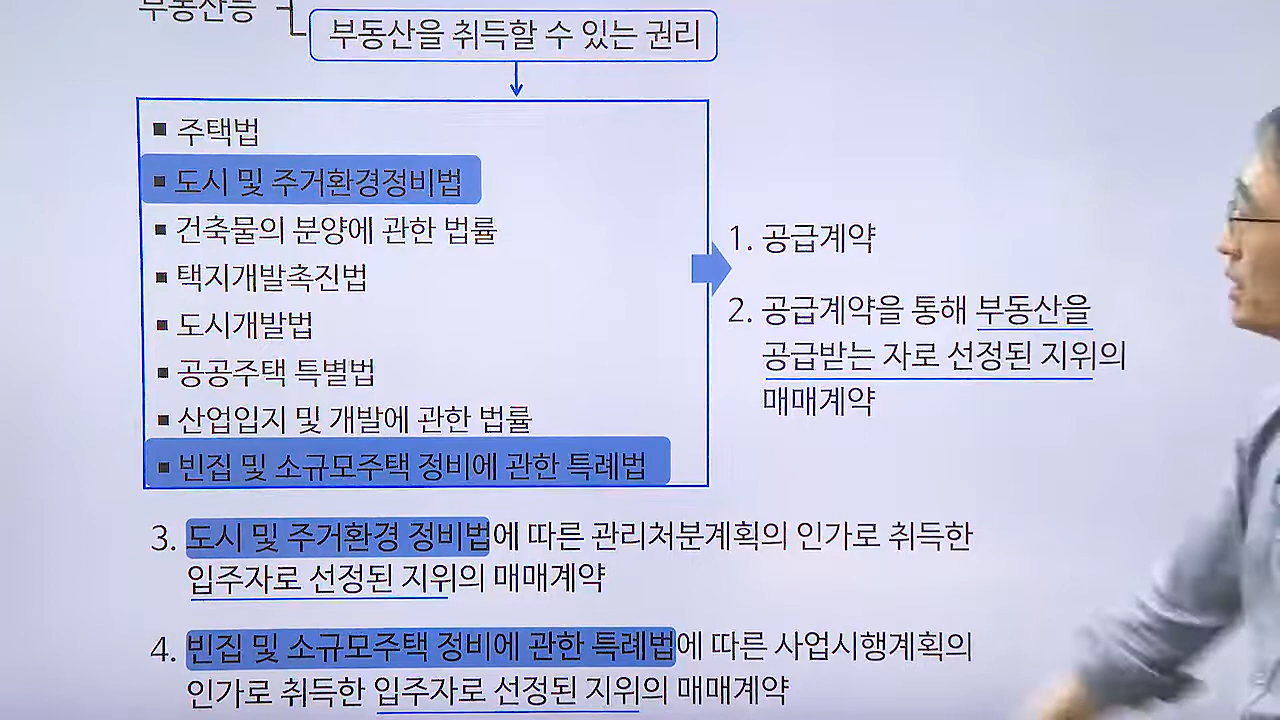 부동산등
부동산을 취득할 수 있는 권리
▪ 주택법
▪ 도시 및 주거환경정비법
▪ 건축물의 분양에 관한 법률
▪ 택지개발촉진법
▪ 도시개발법
▪ 공공주택 특별법
▪ 산업입지 및 개발에 관한 법률
▪ 빈집 및 소규모주택 정비에 관한 특례법
1. 공급계약
2. 공급계약을 통해 부동산을
공급받는 자로 선정된 지위의
매매계약
3. 도시 및 주거환경 정비법에 따른 관리처분계획의 인가로 취득한
입주자로 선정된 지위의 매매계약
4. 빈집 및 소규모주택 정비에 관한 특례법에 따른 사업시행계획의
인가로 취득한 입주자로 선정된 지위의 매매계약